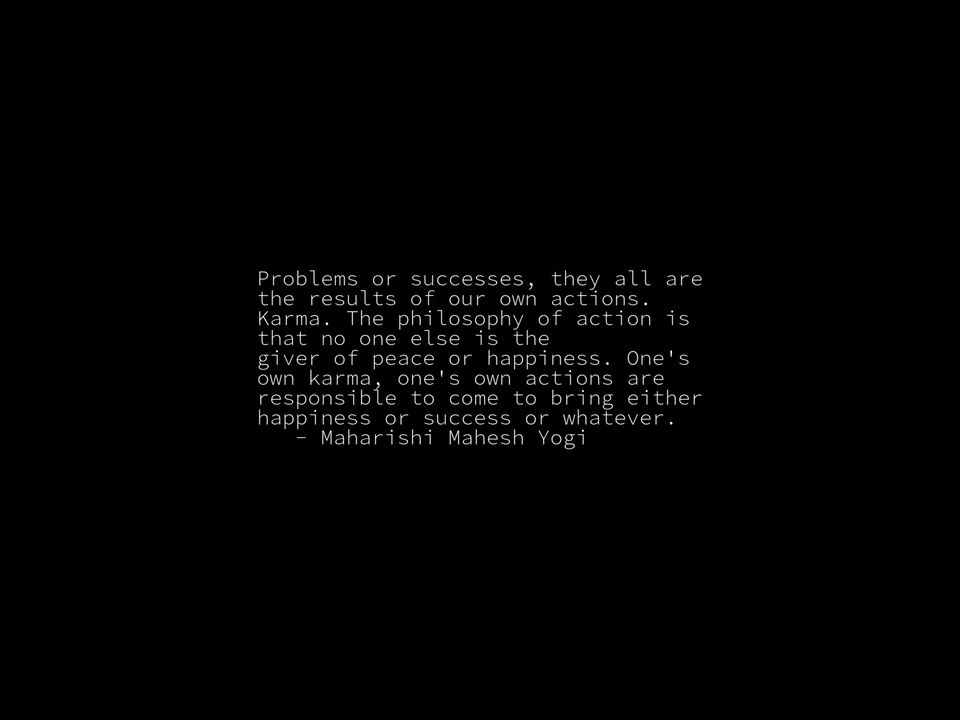 Problems or successes, they all are
the results of our own actions.
Karma. The philosophy of action is
that no one else is the
giver of peace or happiness. One's
own karma, one's own actions are
responsible to come to bring either
happiness or success or whatever.
- Maharishi Mahesh Yogi